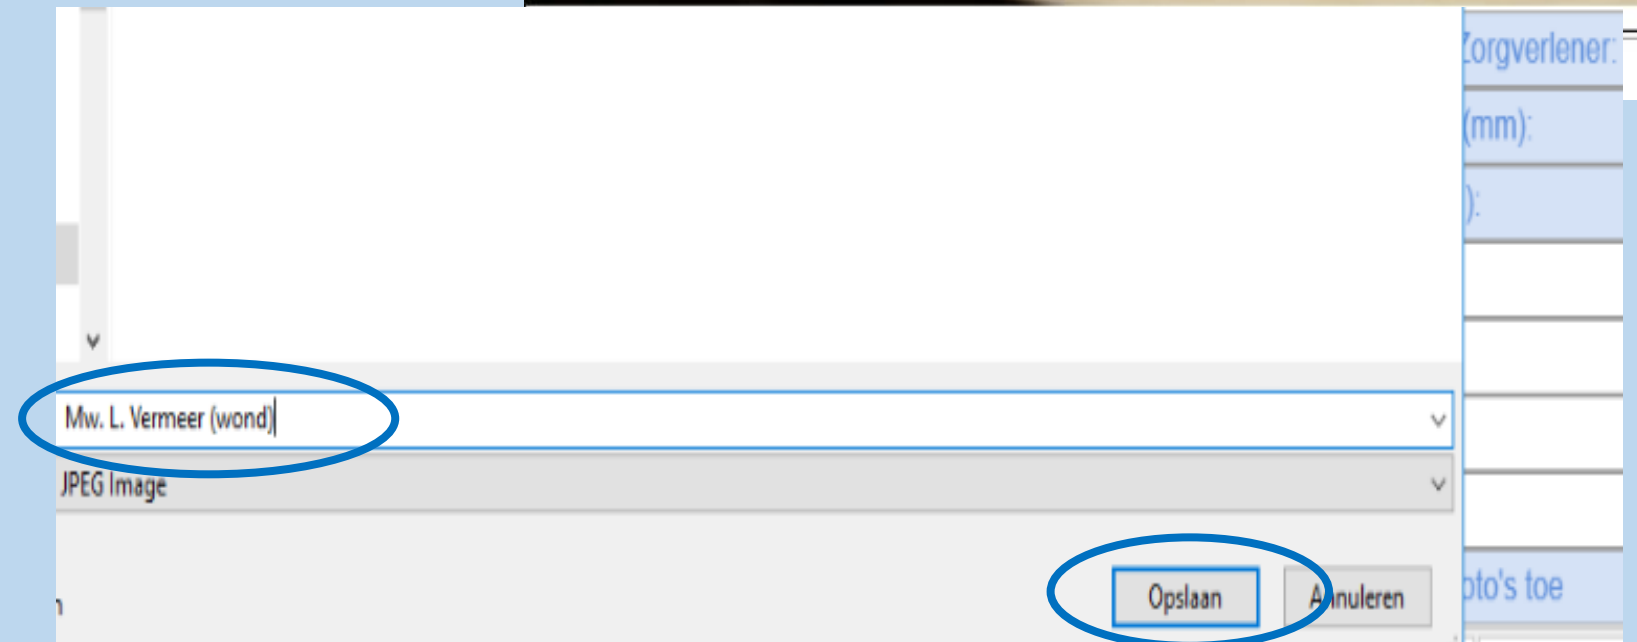 Zorgverlener:
(mm):
):
Mw. L. Vermeer (wond)
JPEG Image
Opslaan
Annuleren
oto's toe